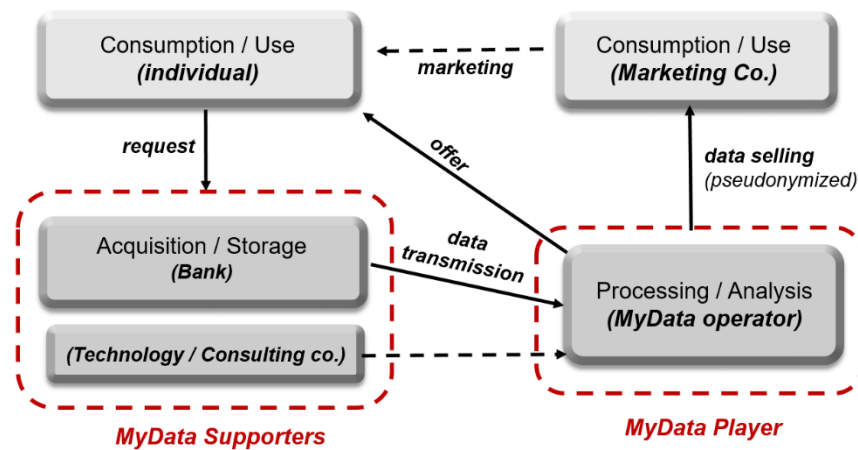 Consumption / Use
(individual)
marketing
Consumption / Use
(Marketing Co.)
request
offer
data selling
(pseudonymized)
Acquisition / Storage
(Bank)
data
transmission
Processing / Analysis
(MyData operator)
(Technology / Consulting co.)
MyData Supporters
MyData Player